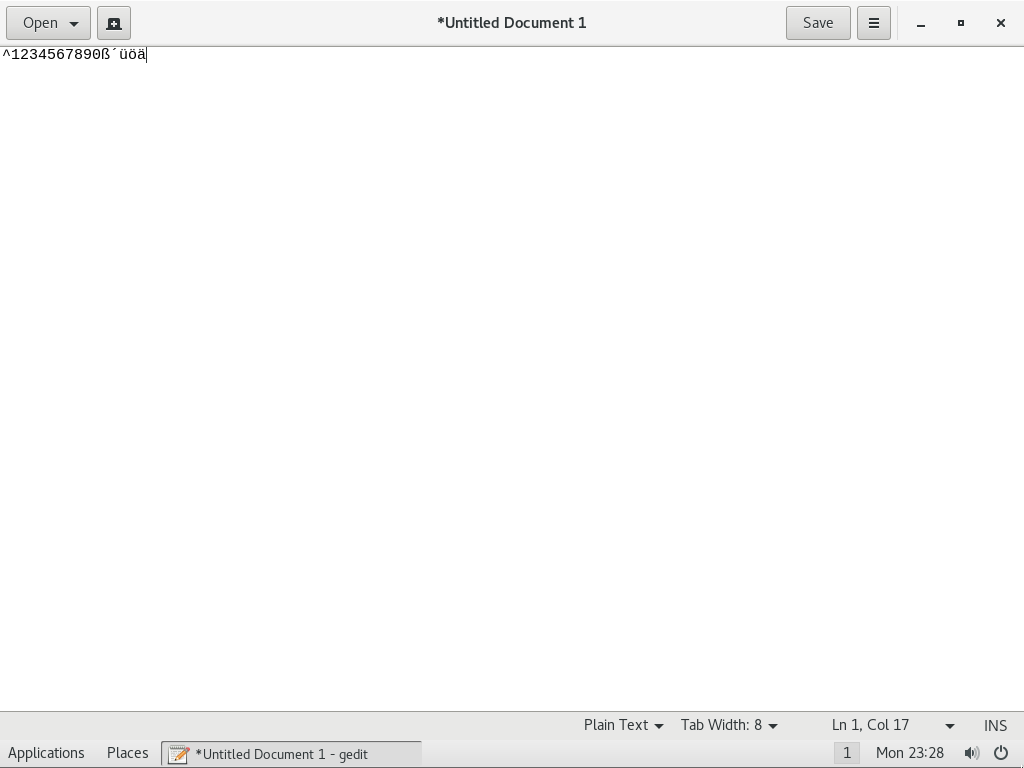 Open
*Untitled Document 1
Save
^1234567890ß´üöä
Plain Text
Tab Width: 8
Ln 1, Col 17
INS
Applications
Places
*Untitled Document 1 - gedit
1
Mon 23:28